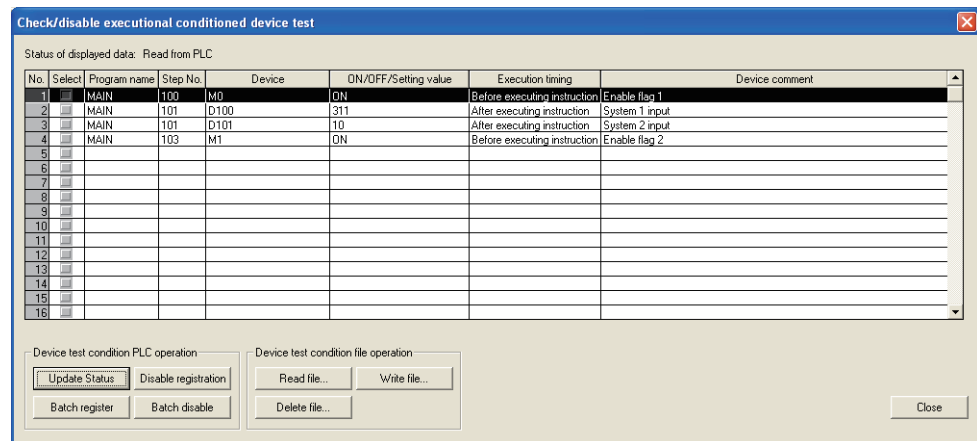 Check/disable executional conditioned device test
Status of displayed data: Read from PLC
No. Select Program name Step No. Device ON/OFF/Setting value Execution timing Device comment
1 MAIN 100 M0 ON Before executing instruction Enable flag 1
2 MAIN 101 D100 311 After executing instruction System 1 input
3 MAIN 101 D101 10 After executing instruction System 2 input
4 MAIN 103 M1 ON Before executing instruction Enable flag 2
5
6
7
8
9
10
11
12
13
14
15
16
Device test condition PLC operation Device test condition file operation
Update Status Disable registration Read file... Write file...
Batch register Batch disable Delete file... Close